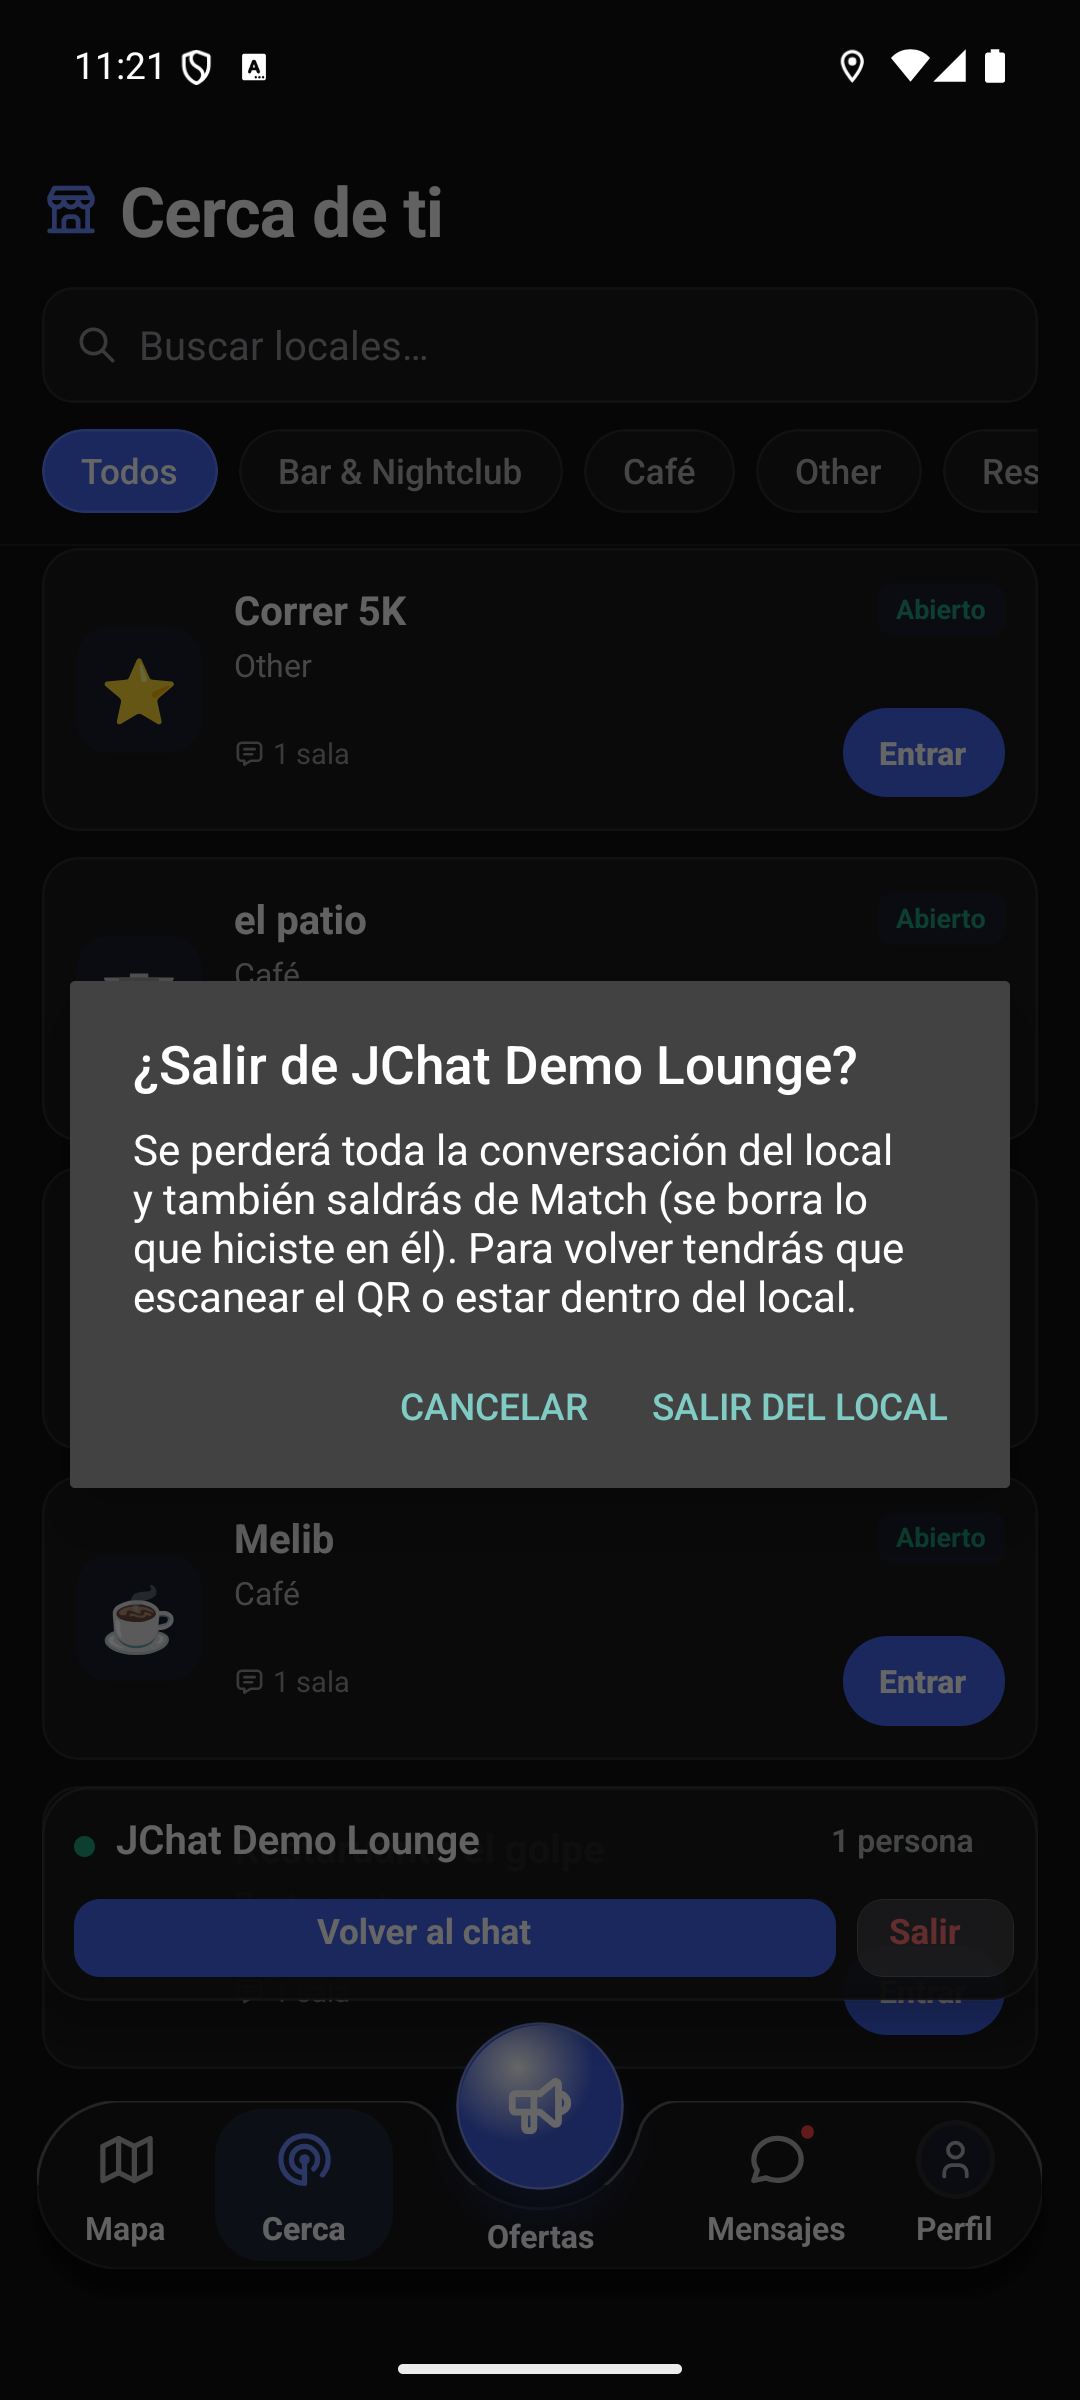 11:21
Cerca de ti
Buscar locales...
Todos
Bar & Nightclub
Café
Other
Res
Correr 5K
Abierto
Other
1 sala
Entrar
el patio
Abierto
Café
¿Salir de JChat Demo Lounge?
Se perderá toda la conversación del local
y también saldrás de Match (se borra lo
que hiciste en él). Para volver tendrás que
escanear el QR o estar dentro del local.
CANCELAR
SALIR DEL LOCAL
Melib
Abierto
Café
1 sala
Entrar
JChat Demo Lounge
golpe
1 persona
Volver al chat
Salir
1 sala
Entrar
Mapa
Cerca
Ofertas
Mensajes
Perfil